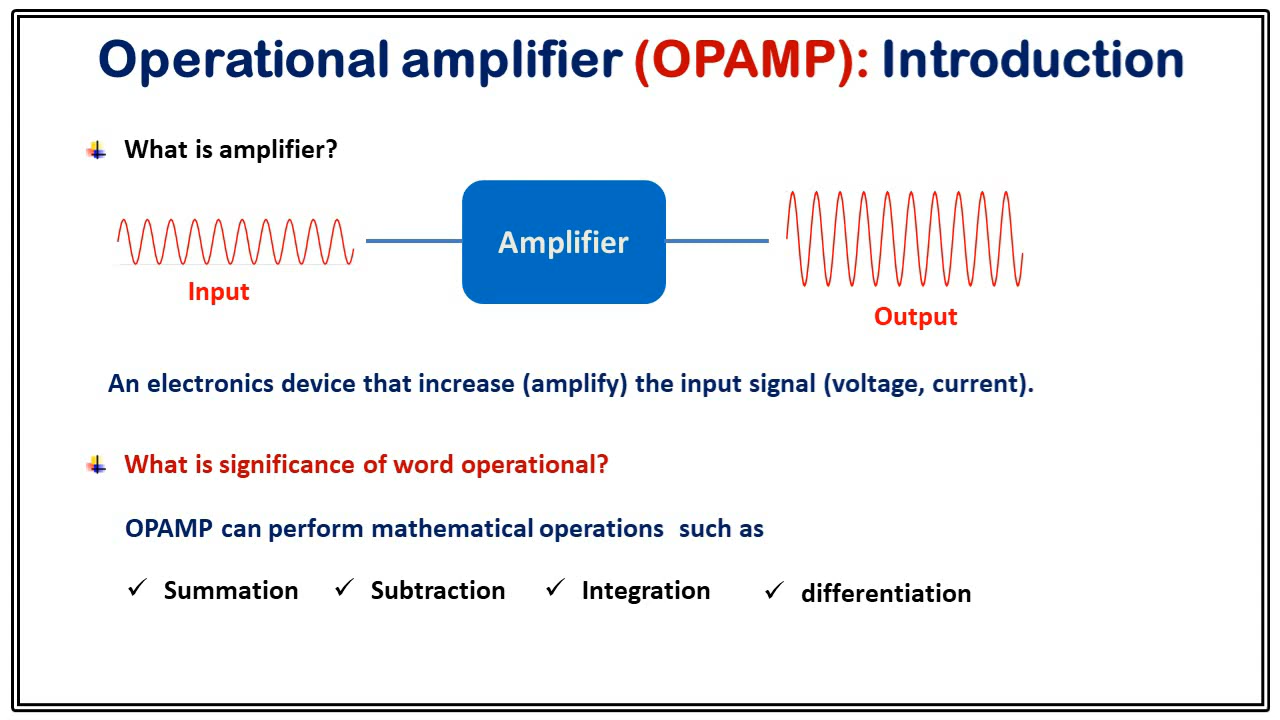 Operational amplifier (OPAMP): Introduction
What is amplifier?
Amplifier
Input
Output
An electronics device that increase (amplify) the input signal (voltage, current).
What is significance of word operational?
OPAMP can perform mathematical operations such as
✓ Summation ✓ Subtraction ✓ Integration ✓ differentiation